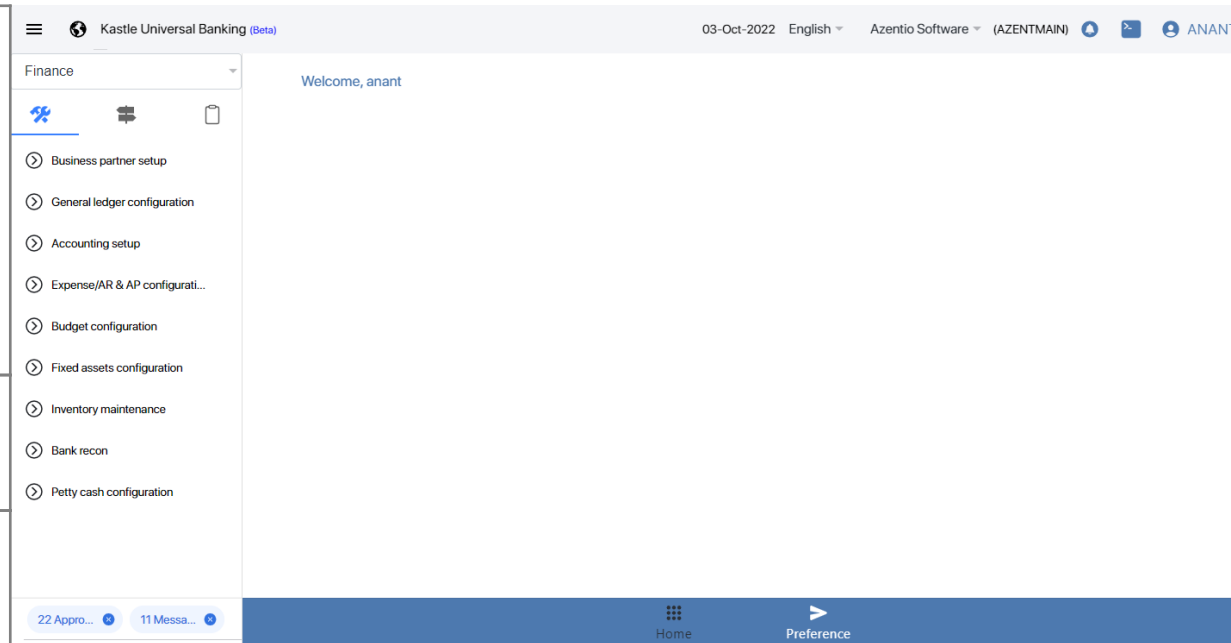 Kastle Universal Banking (Beta) 03-Oct-2022 English Azentio Software (AZENTMAIN) ANANT
Finance
Welcome, anant
Business partner setup
General ledger configuration
Accounting setup
Expense/AR & AP configurati...
Budget configuration
Fixed assets configuration
Inventory maintenance
Bank recon
Petty cash configuration
22 Appro... 11 Messa...
Home Preference